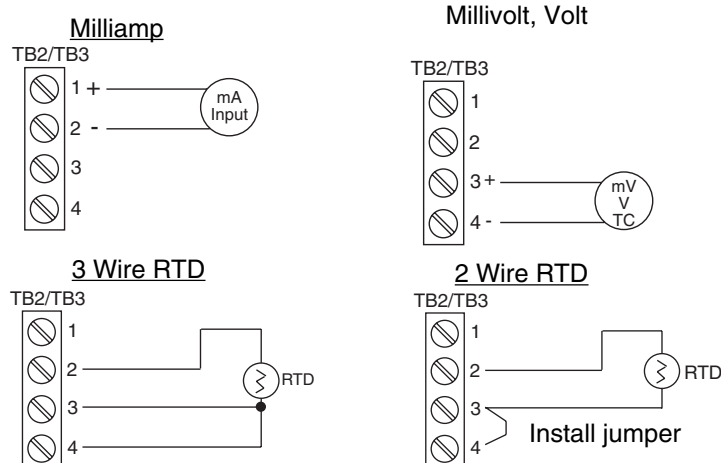 Milliamp
TB2/TB3
1 +
2 -
3
4
mA
Input
Millivolt, Volt
TB2/TB3
1
2
3 +
4 -
mV
V
TC
3 Wire RTD
TB2/TB3
1
2
3
4
RTD
2 Wire RTD
TB2/TB3
1
2
3
4
RTD
Install jumper